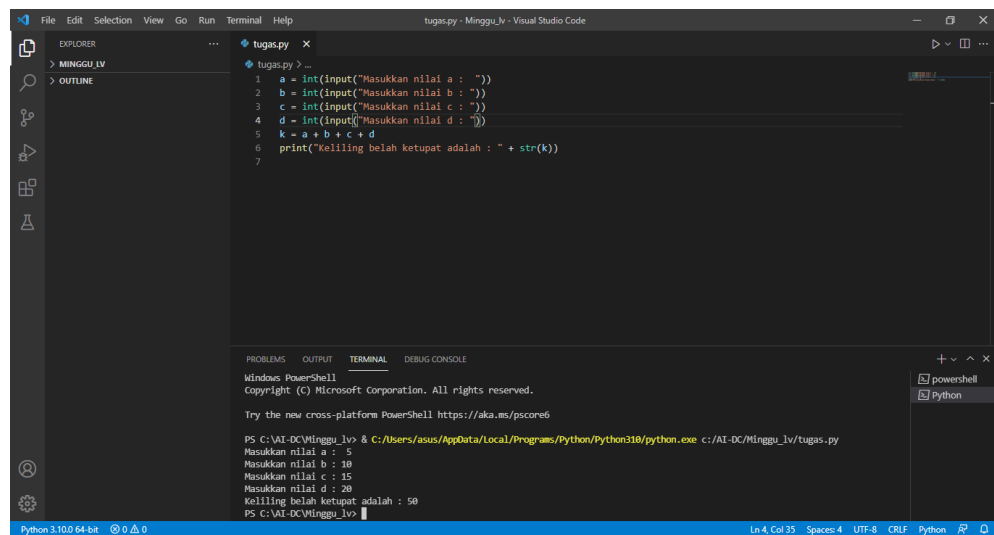 File Edit Selection View Go Run Terminal Help tugas.py - Minggu_lv - Visual Studio Code
EXPLORER ...
MINGGU_LV
OUTLINE
tugas.py
tugas.py > ...
1 a = int(input("Masukkan nilai a :  "))
2 b = int(input("Masukkan nilai b : "))
3 c = int(input("Masukkan nilai c : "))
4 d = int(input("Masukkan nilai d : "))
5 k = a + b + c + d
6 print("Keliling belah ketupat adalah : " + str(k))
7
PROBLEMS OUTPUT TERMINAL DEBUG CONSOLE
powershell
Python
Windows PowerShell
Copyright (C) Microsoft Corporation. All rights reserved.
Try the new cross-platform PowerShell https://aka.ms/pscore6
PS C:\AI-DC\Minggu_lv> & C:/Users/asus/AppData/Local/Programs/Python/Python310/python.exe c:/AI-DC/Minggu_lv/tugas.py
Masukkan nilai a :  5
Masukkan nilai b : 10
Masukkan nilai c : 15
Masukkan nilai d : 20
Keliling belah ketupat adalah : 50
PS C:\AI-DC\Minggu_lv>
Python 3.10.0 64-bit 0 0 Ln 4, Col 35 Spaces: 4 UTF-8 CRLF Python